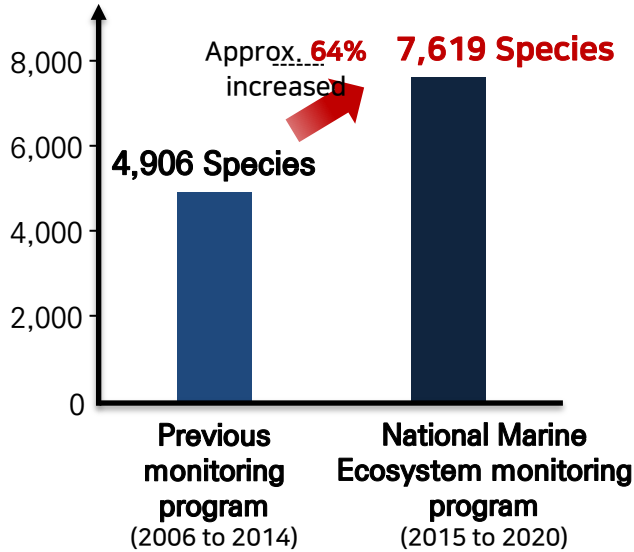 Approx. 64%
increased
7,619 Species
8,000
6,000
4,906 Species
4,000
2,000
0
Previous
monitoring
program
(2006 to 2014)
National Marine
Ecosystem monitoring
program
(2015 to 2020)